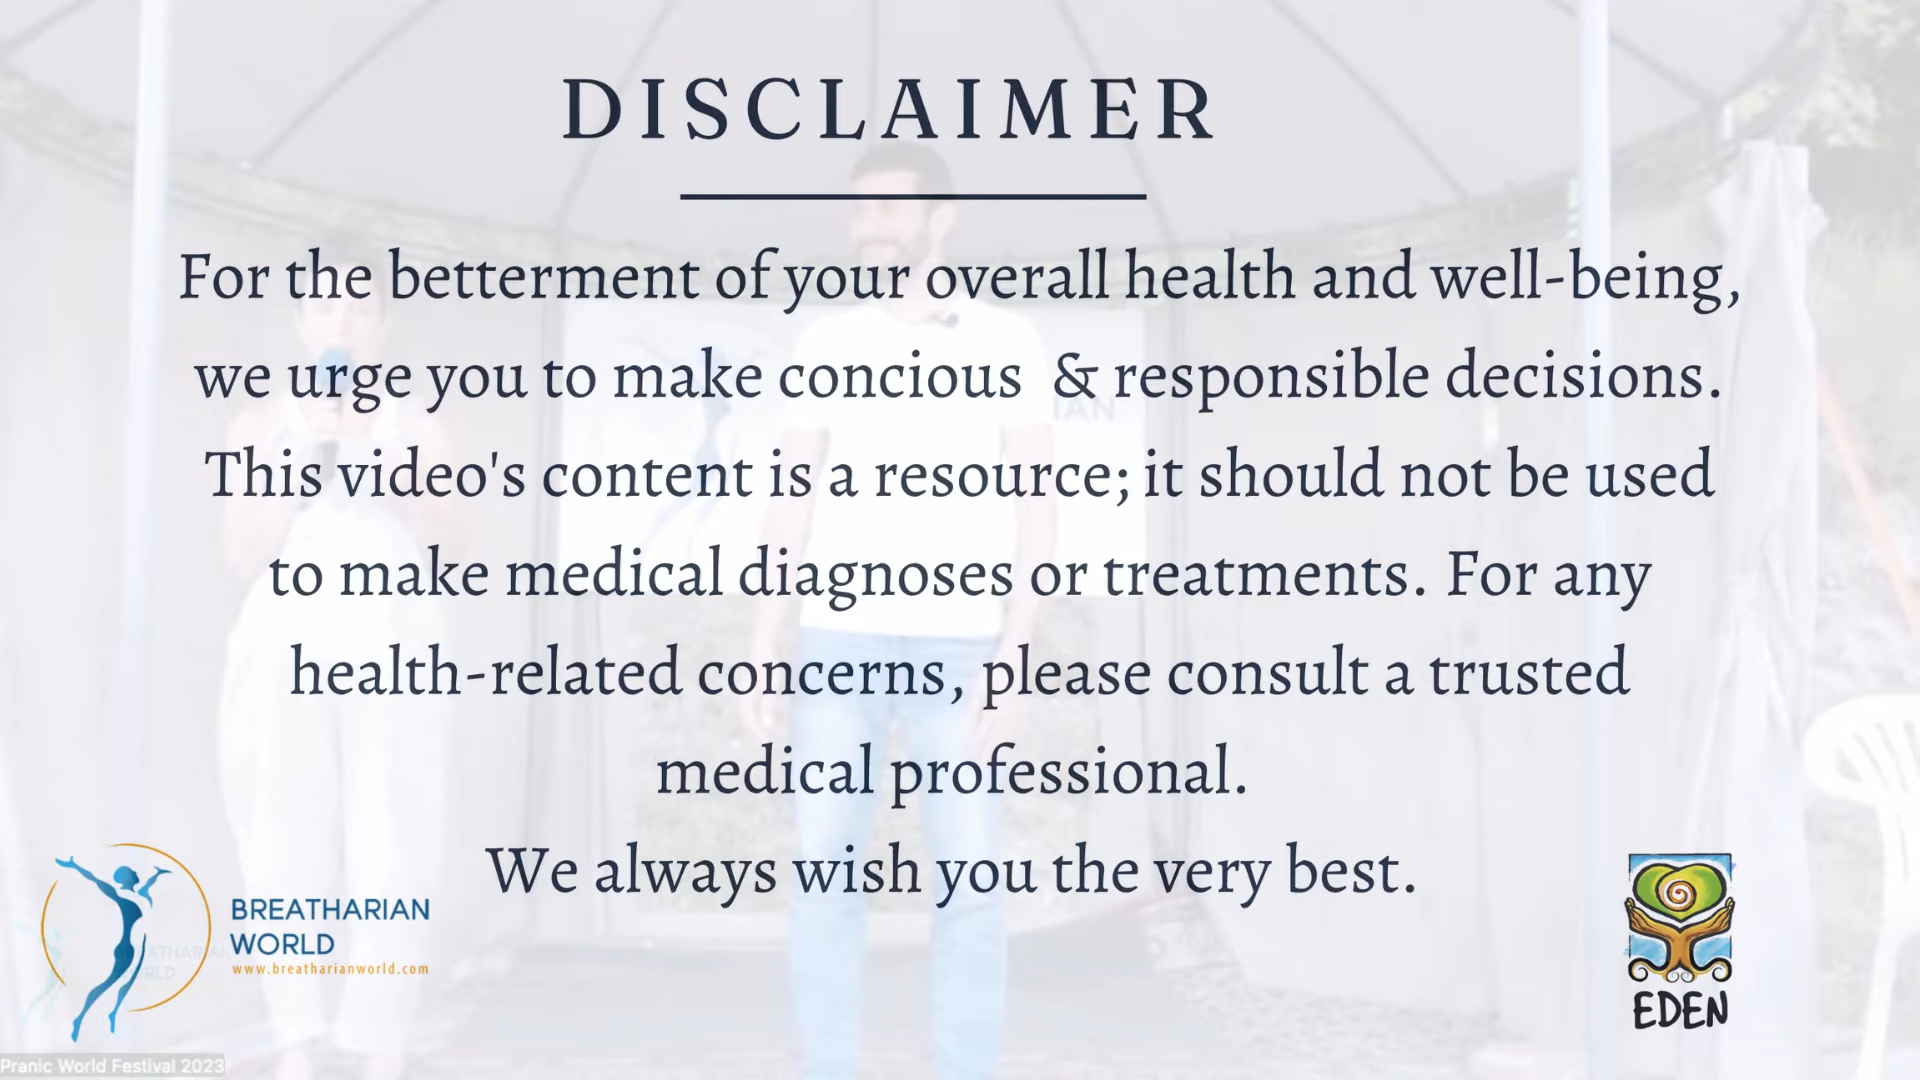 DISCLAIMER
For the betterment of your overall health and well-being,
we urge you to make concious & responsible decisions.
This video's content is a resource; it should not be used
to make medical diagnoses or treatments. For any
health-related concerns, please consult a trusted
medical professional.
We always wish you the very best.
BREATHARIAN
WORLD
www.breatharianworld.com
EDEN
Pranic World Festival 2023